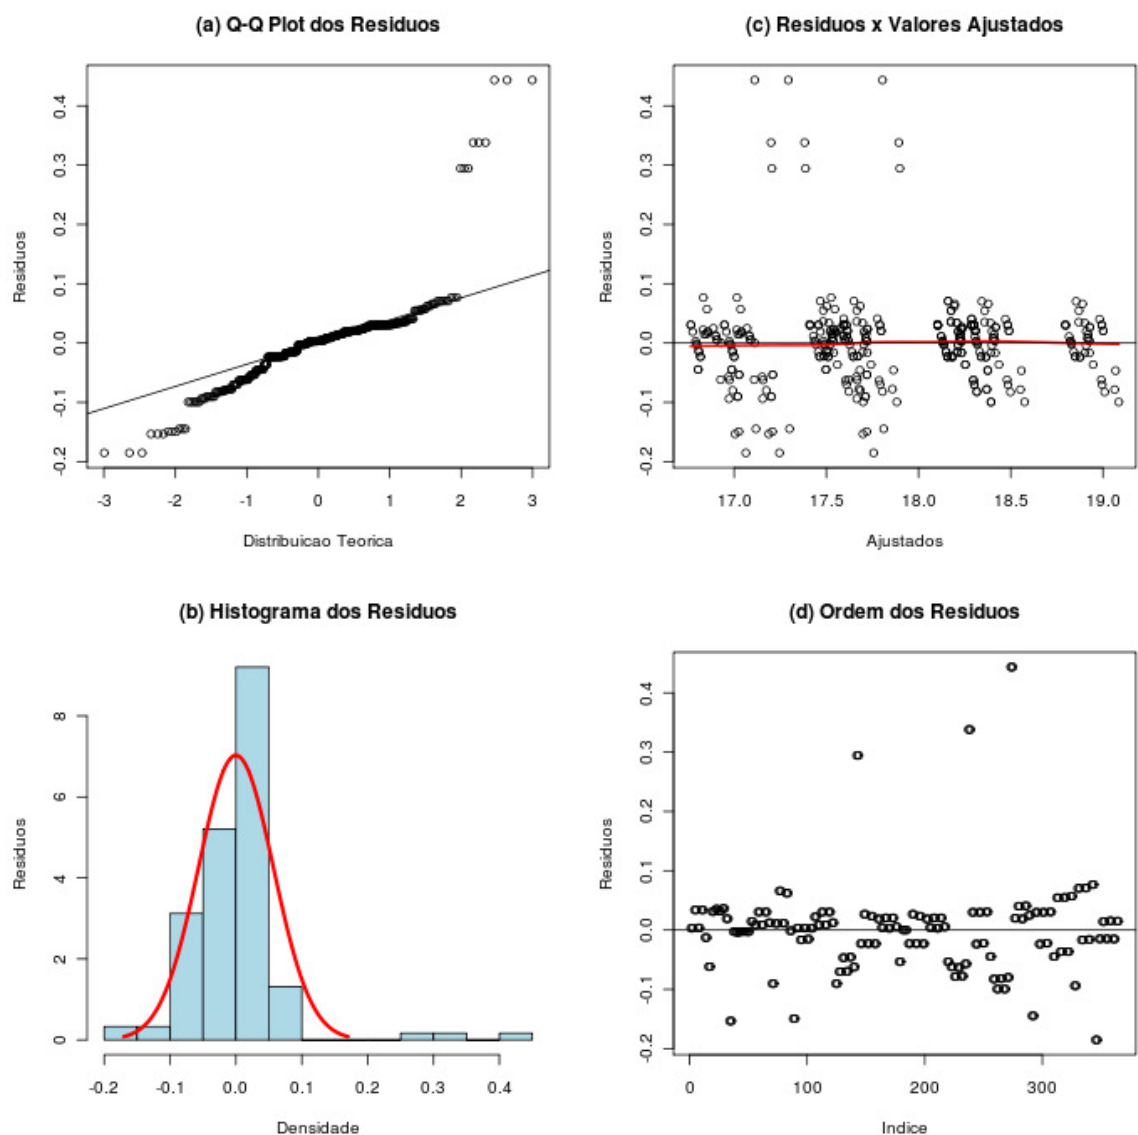 (a) Q-Q Plot dos Residuos
Residuos
-0.2 -0.1 0.0 0.1 0.2 0.3 0.4
-3 -2 -1 0 1 2 3
Distribuicao Teorica
(c) Residuos x Valores Ajustados
Residuos
-0.2 -0.1 0.0 0.1 0.2 0.3 0.4
17.0 17.5 18.0 18.5 19.0
Ajustados
(b) Histograma dos Residuos
Residuos
0 2 4 6 8
-0.2 -0.1 0.0 0.1 0.2 0.3 0.4
Densidade
(d) Ordem dos Residuos
Residuos
-0.2 -0.1 0.0 0.1 0.2 0.3 0.4
0 100 200 300
Indice